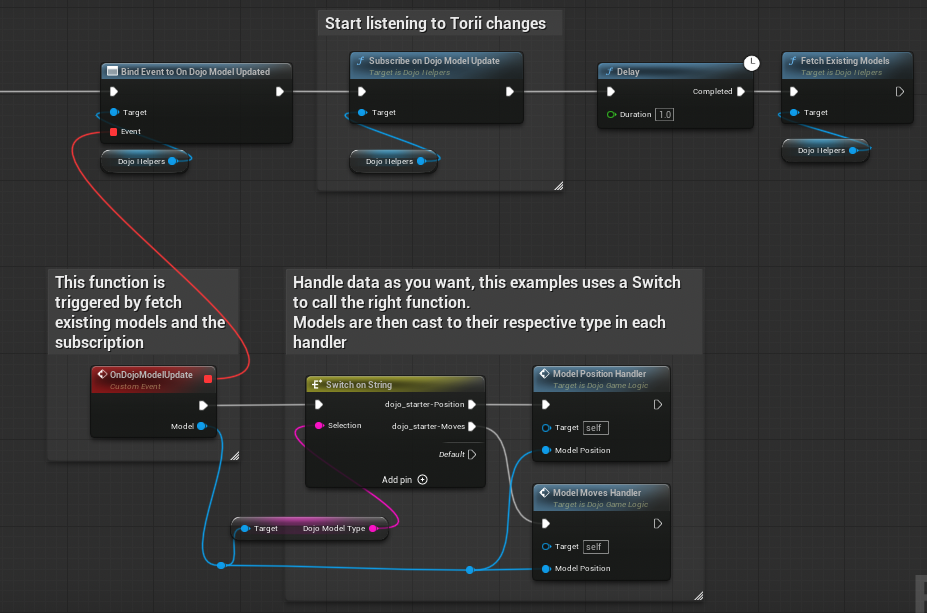 Start listening to Torii changes
Bind Event to On Dojo Model Updated
Target
Event
Dojo Helpers
Subscribe on Dojo Model Update
Target is Dojo Helpers
Target
Dojo Helpers
Delay
Completed
Duration 1.0
Fetch Existing Models
Target is Dojo Helpers
Target
Dojo Helpers
This function is
triggered by fetch
existing models and the
subscription
OnDojoModelUpdate
Custom Event
Model
Handle data as you want, this examples uses a Switch
to call the right function.
Models are then cast to their respective type in each
handler
Switch on String
dojo_starter-Position
Selection
dojo_starter-Moves
Default
Add pin
Target
Dojo Model Type
Model Position Handler
Target is Dojo Game Logic
Target self
Model Position
Model Moves Handler
Target is Dojo Game Logic
Target self
Model Position